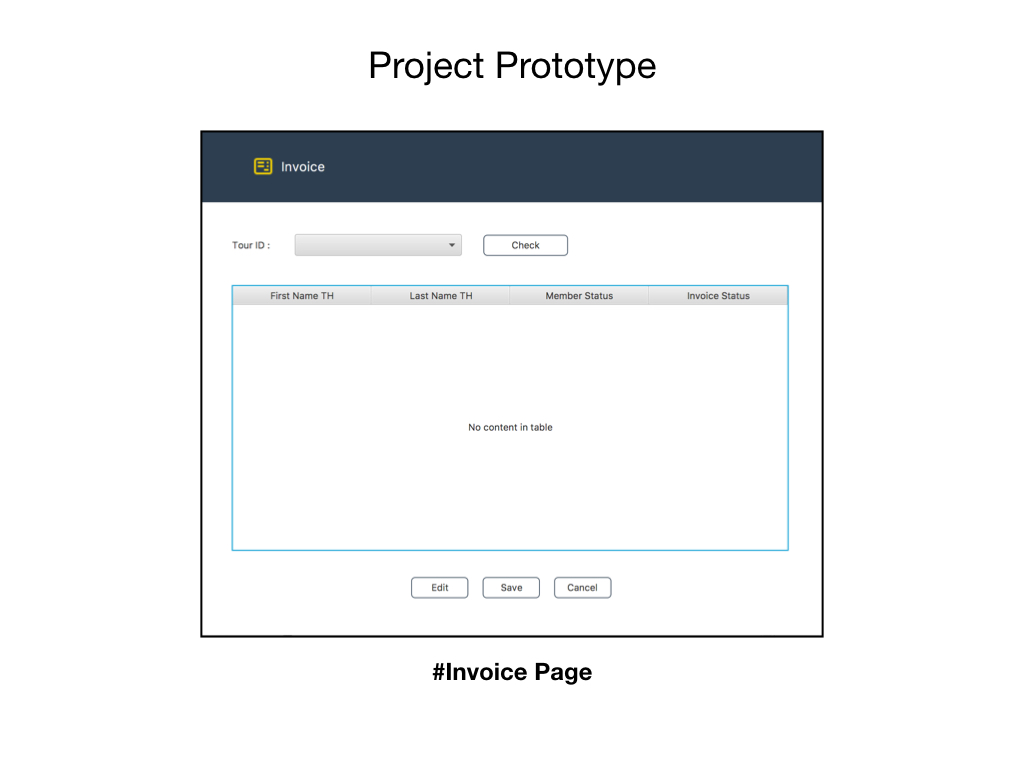 Project Prototype
Invoice
Tour ID :
Check
First Name TH Last Name TH Member Status Invoice Status
No content in table
Edit Save Cancel
#Invoice Page